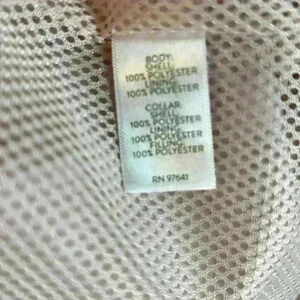 BODY:
SHELL:
100% POLYESTER
LINING:
100% POLYESTER
COLLAR:
SHELL:
100% POLYESTER
LINING:
100% POLYESTER
FILLING:
100% POLYESTER
RN 97641